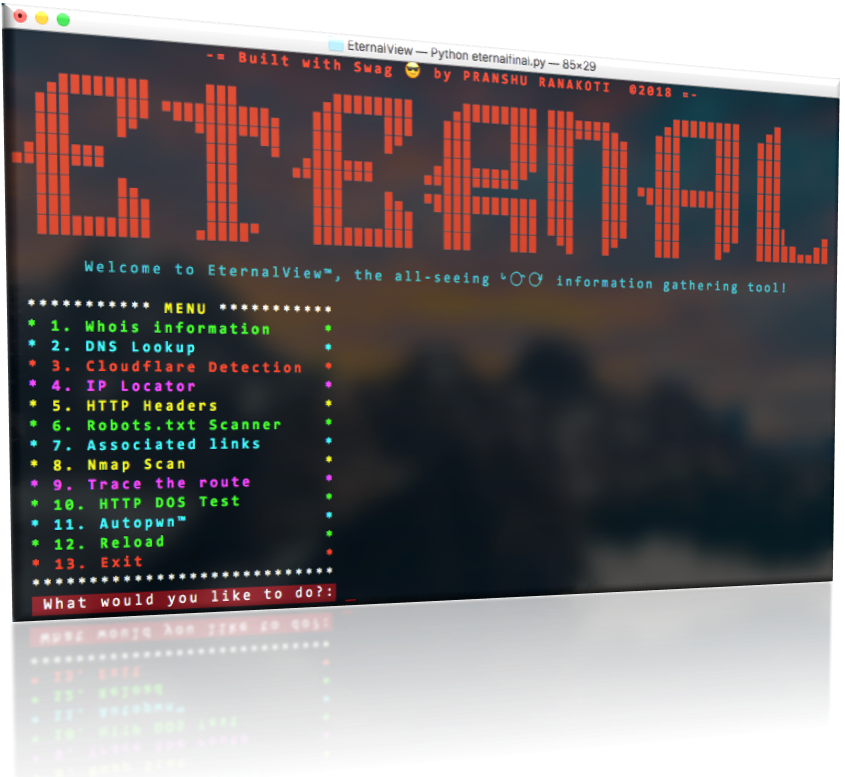 EternalView — Python eternalfinal.py — 85×29
-= Built with Swag 😎 by PRANSHU RANAKOTI ©2018 =-
ETERNAL
Welcome to EternalView™, the all-seeing information gathering tool!
*********** MENU ***********
* 1. Whois information *
* 2. DNS Lookup *
* 3. Cloudflare Detection *
* 4. IP Locator *
* 5. HTTP Headers *
* 6. Robots.txt Scanner *
* 7. Associated links *
* 8. Nmap Scan *
* 9. Trace the route *
* 10. HTTP DOS Test *
* 11. Autopwn™ *
* 12. Reload *
* 13. Exit *
****************************
What would you like to do?: _